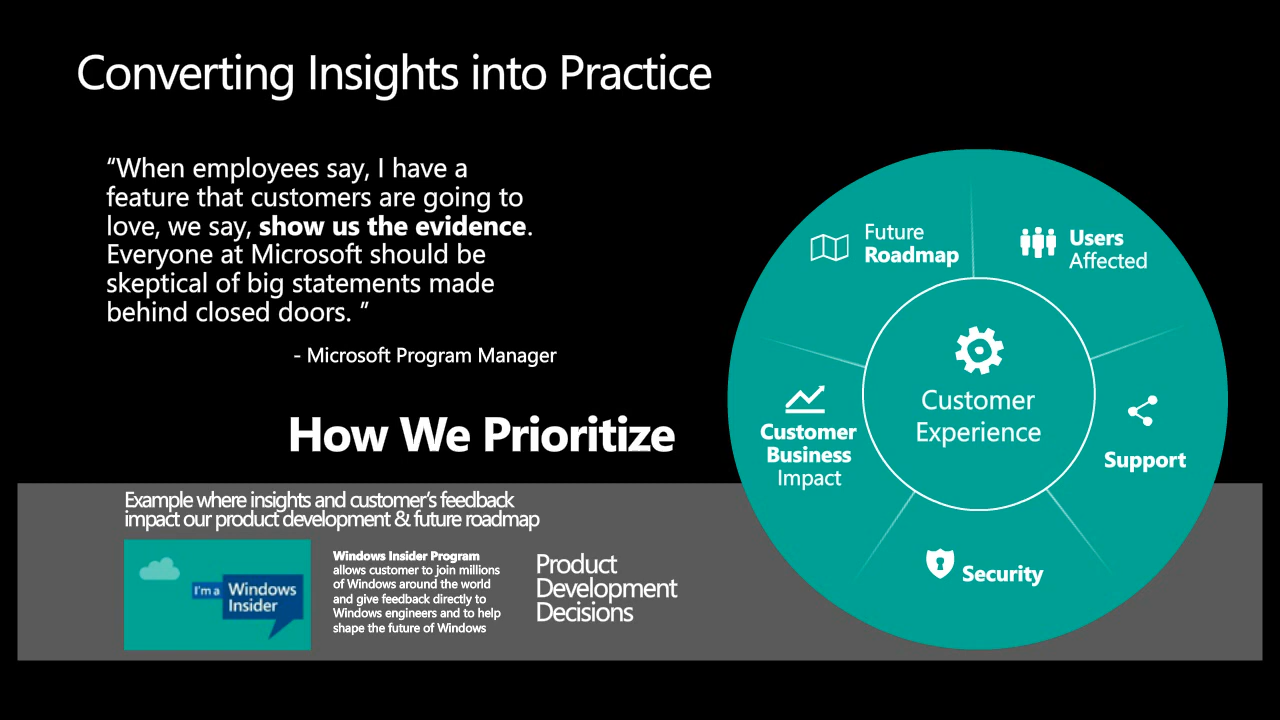 Converting Insights into Practice
“When employees say, I have a
feature that customers are going to
love, we say, show us the evidence.
Everyone at Microsoft should be
skeptical of big statements made
behind closed doors. ”
- Microsoft Program Manager
How We Prioritize
Example where insights and customer’s feedback
impact our product development & future roadmap
I'm a Windows
Insider
Windows Insider Program
allows customer to join millions
of Windows around the world
and give feedback directly to
Windows engineers and to help
shape the future of Windows
Product
Development
Decisions
Future
Roadmap
Users
Affected
Customer
Experience
Customer
Business
Impact
Support
Security